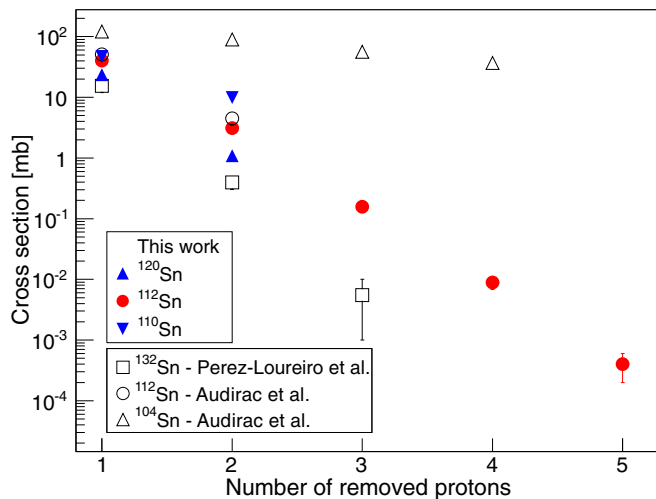 Cross section [mb]
10²
10
1
10⁻¹
10⁻²
10⁻³
10⁻⁴
This work
¹²⁰Sn
¹¹²Sn
¹¹⁰Sn
¹³²Sn - Perez-Loureiro et al.
¹¹²Sn - Audirac et al.
¹⁰⁴Sn - Audirac et al.
1 2 3 4 5
Number of removed protons